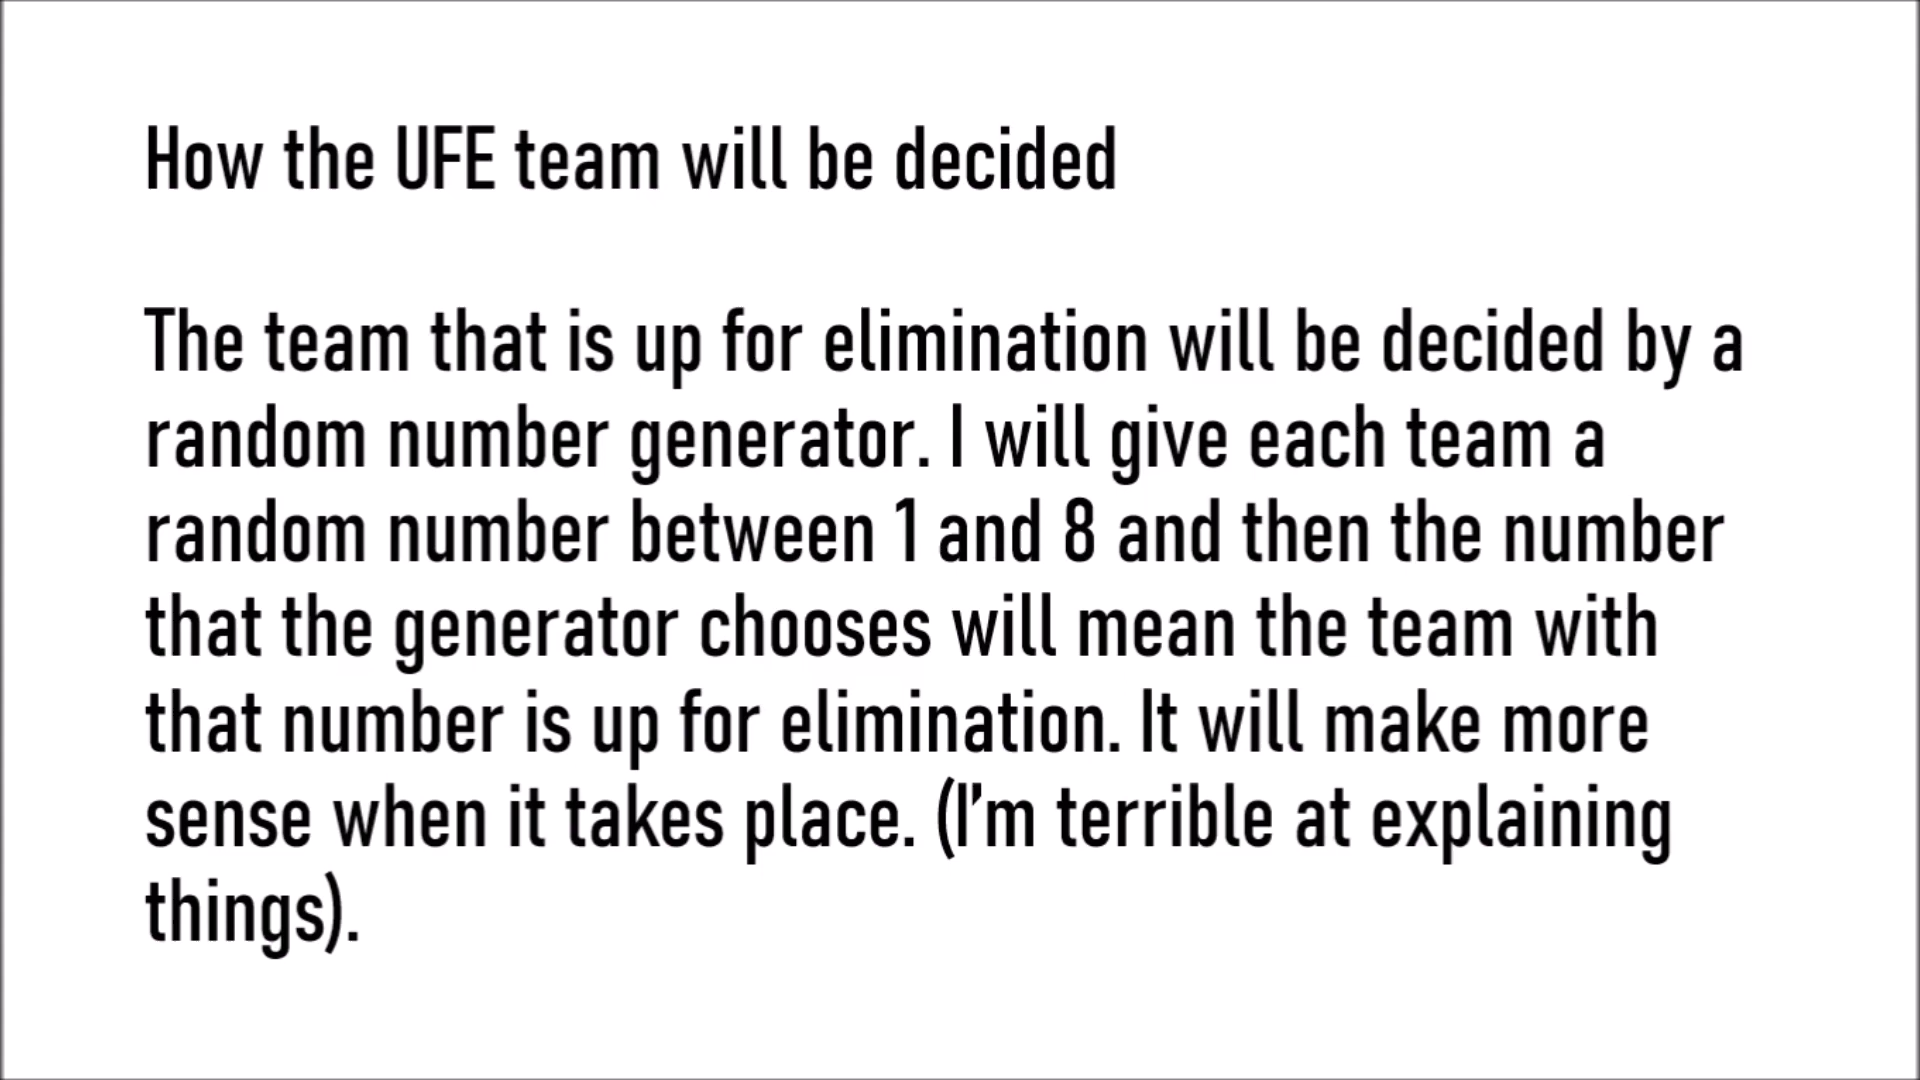 How the UFE team will be decided
The team that is up for elimination will be decided by a
random number generator. I will give each team a
random number between 1 and 8 and then the number
that the generator chooses will mean the team with
that number is up for elimination. It will make more
sense when it takes place. (I'm terrible at explaining
things).